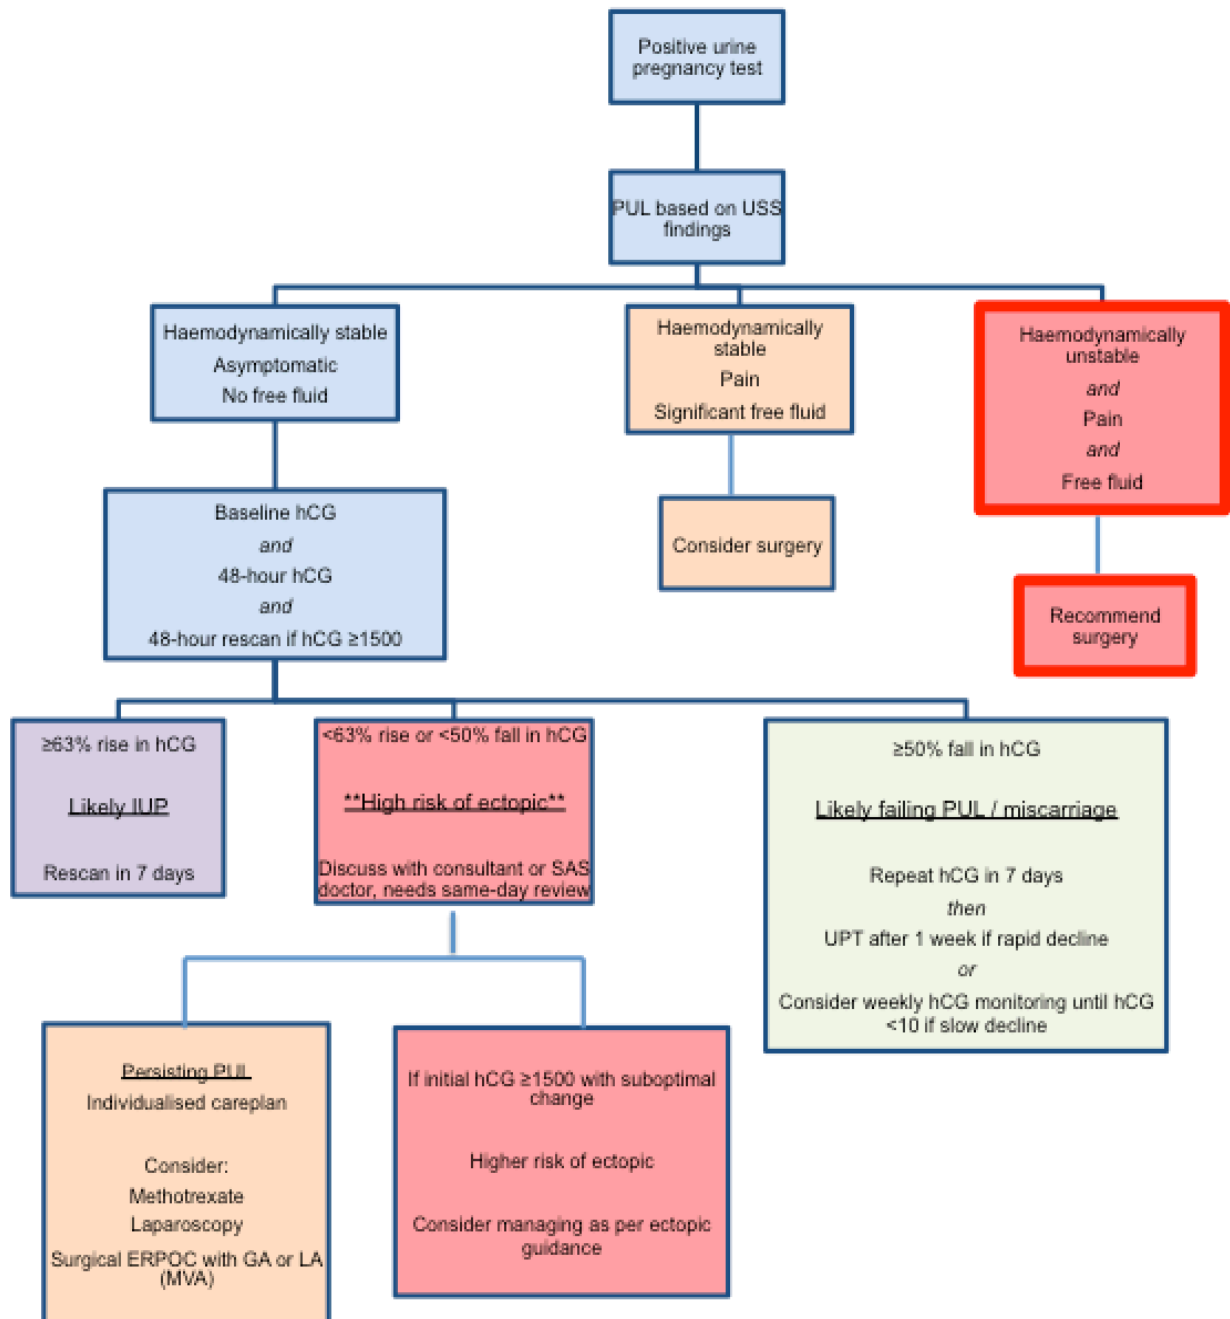 Positive urine
pregnancy test
PUL based on USS
findings
Haemodynamically stable
Asymptomatic
No free fluid
Haemodynamically
stable
Pain
Significant free fluid
Haemodynamically
unstable
and
Pain
and
Free fluid
Baseline hCG
and
48-hour hCG
and
48-hour rescan if hCG ≥1500
Consider surgery
Recommend
surgery
≥63% rise in hCG
Likely IUP
Rescan in 7 days
<63% rise or <50% fall in hCG
**High risk of ectopic**
Discuss with consultant or SAS
doctor, needs same-day review
≥50% fall in hCG
Likely failing PUL / miscarriage
Repeat hCG in 7 days
then
UPT after 1 week if rapid decline
or
Consider weekly hCG monitoring until hCG
<10 if slow decline
Persisting PUL
Individualised careplan
Consider:
Methotrexate
Laparoscopy
Surgical ERPOC with GA or LA
(MVA)
If initial hCG ≥1500 with suboptimal
change
Higher risk of ectopic
Consider managing as per ectopic
guidance